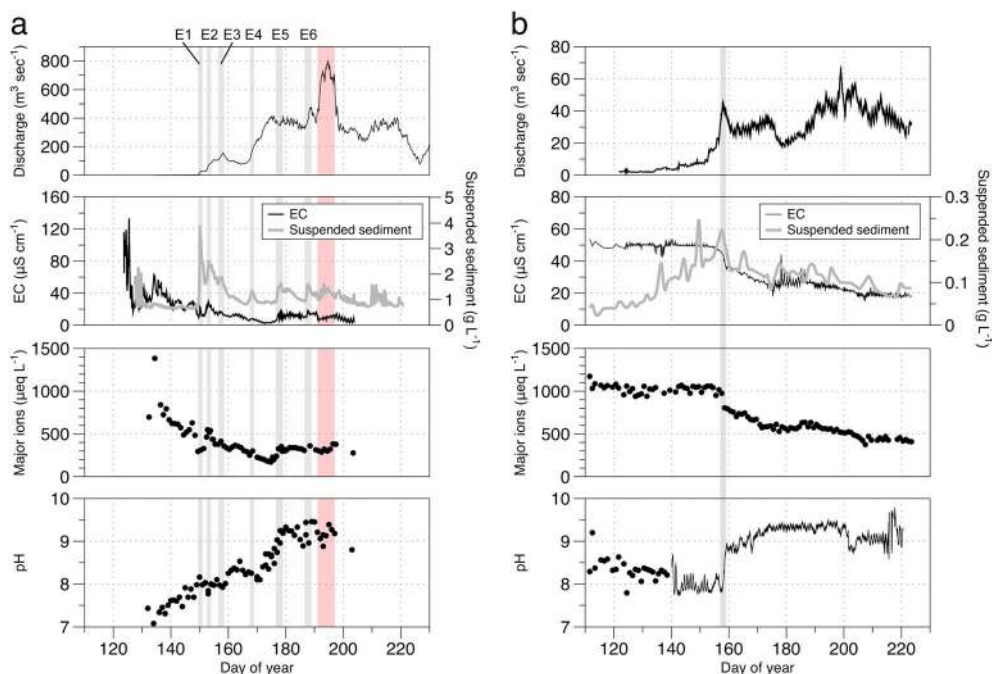 a
E1 E2 E3 E4 E5 E6
Discharge (m³ sec⁻¹)
800
600
400
200
0
EC (µS cm⁻¹)
160
120
80
40
0
EC
Suspended sediment
5
4
3
2
1
0
Suspended sediment (g L⁻¹)
Major ions (µeq L⁻¹)
1500
1000
500
0
pH
10
9
8
7
120 140 160 180 200 220
Day of year
b
Discharge (m³ sec⁻¹)
80
60
40
20
0
EC (µS cm⁻¹)
80
60
40
20
0
EC
Suspended sediment
0.3
0.2
0.1
0
Suspended sediment (g L⁻¹)
Major ions (µeq L⁻¹)
1500
1000
500
0
pH
10
9
8
7
120 140 160 180 200 220
Day of year